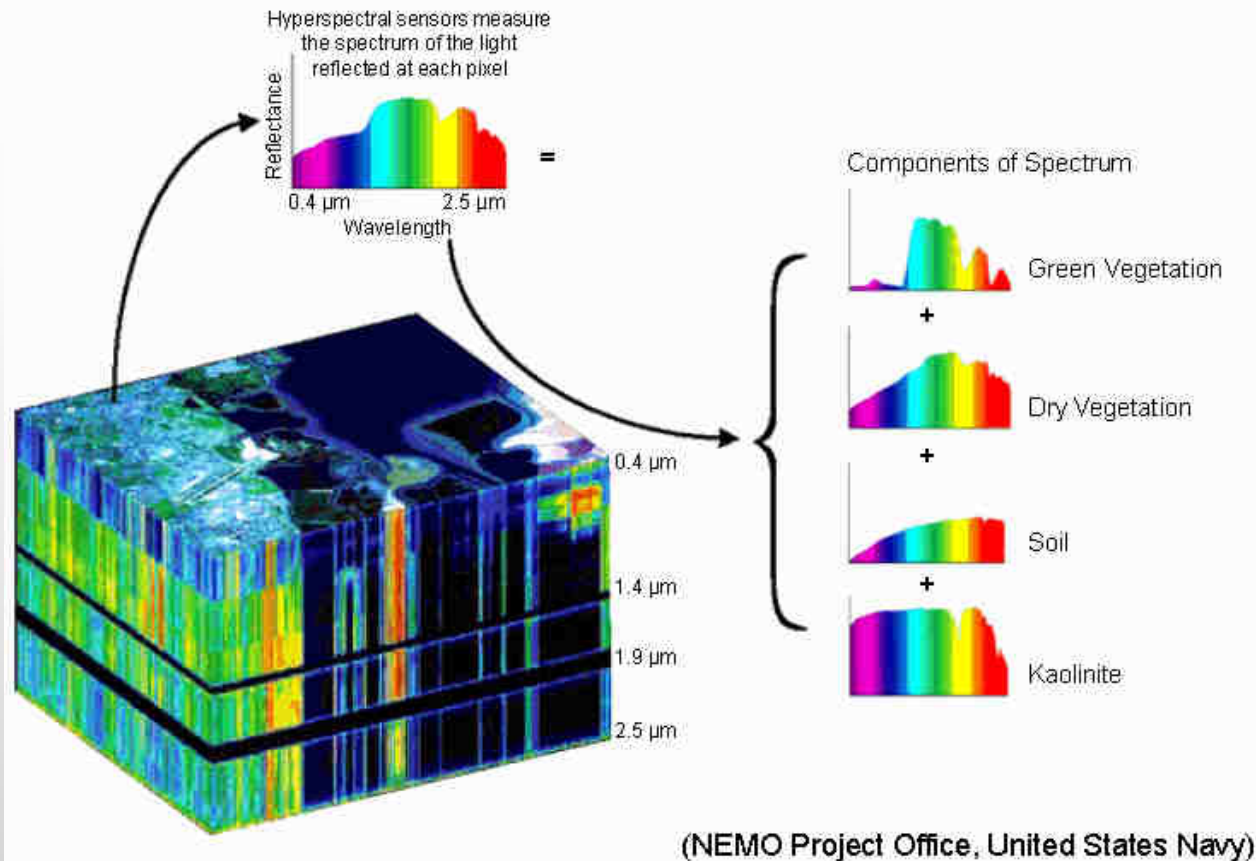 Hyperspectral sensors measure
the spectrum of the light
reflected at each pixel
Reflectance
0.4 µm
2.5 µm
Wavelength
=
Components of Spectrum
Green Vegetation
+
Dry Vegetation
+
Soil
+
Kaolinite
0.4 µm
1.4 µm
1.9 µm
2.5 µm
(NEMO Project Office, United States Navy)